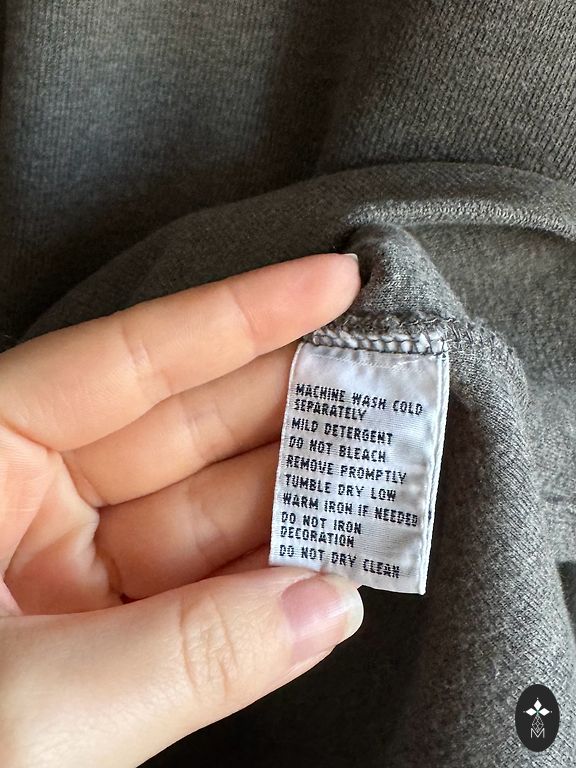 MACHINE WASH COLD
SEPARATELY
MILD DETERGENT
DO NOT BLEACH
REMOVE PROMPTLY
TUMBLE DRY LOW
WARM IRON IF NEEDED
DO NOT IRON
DECORATION
DO NOT DRY CLEAN
M